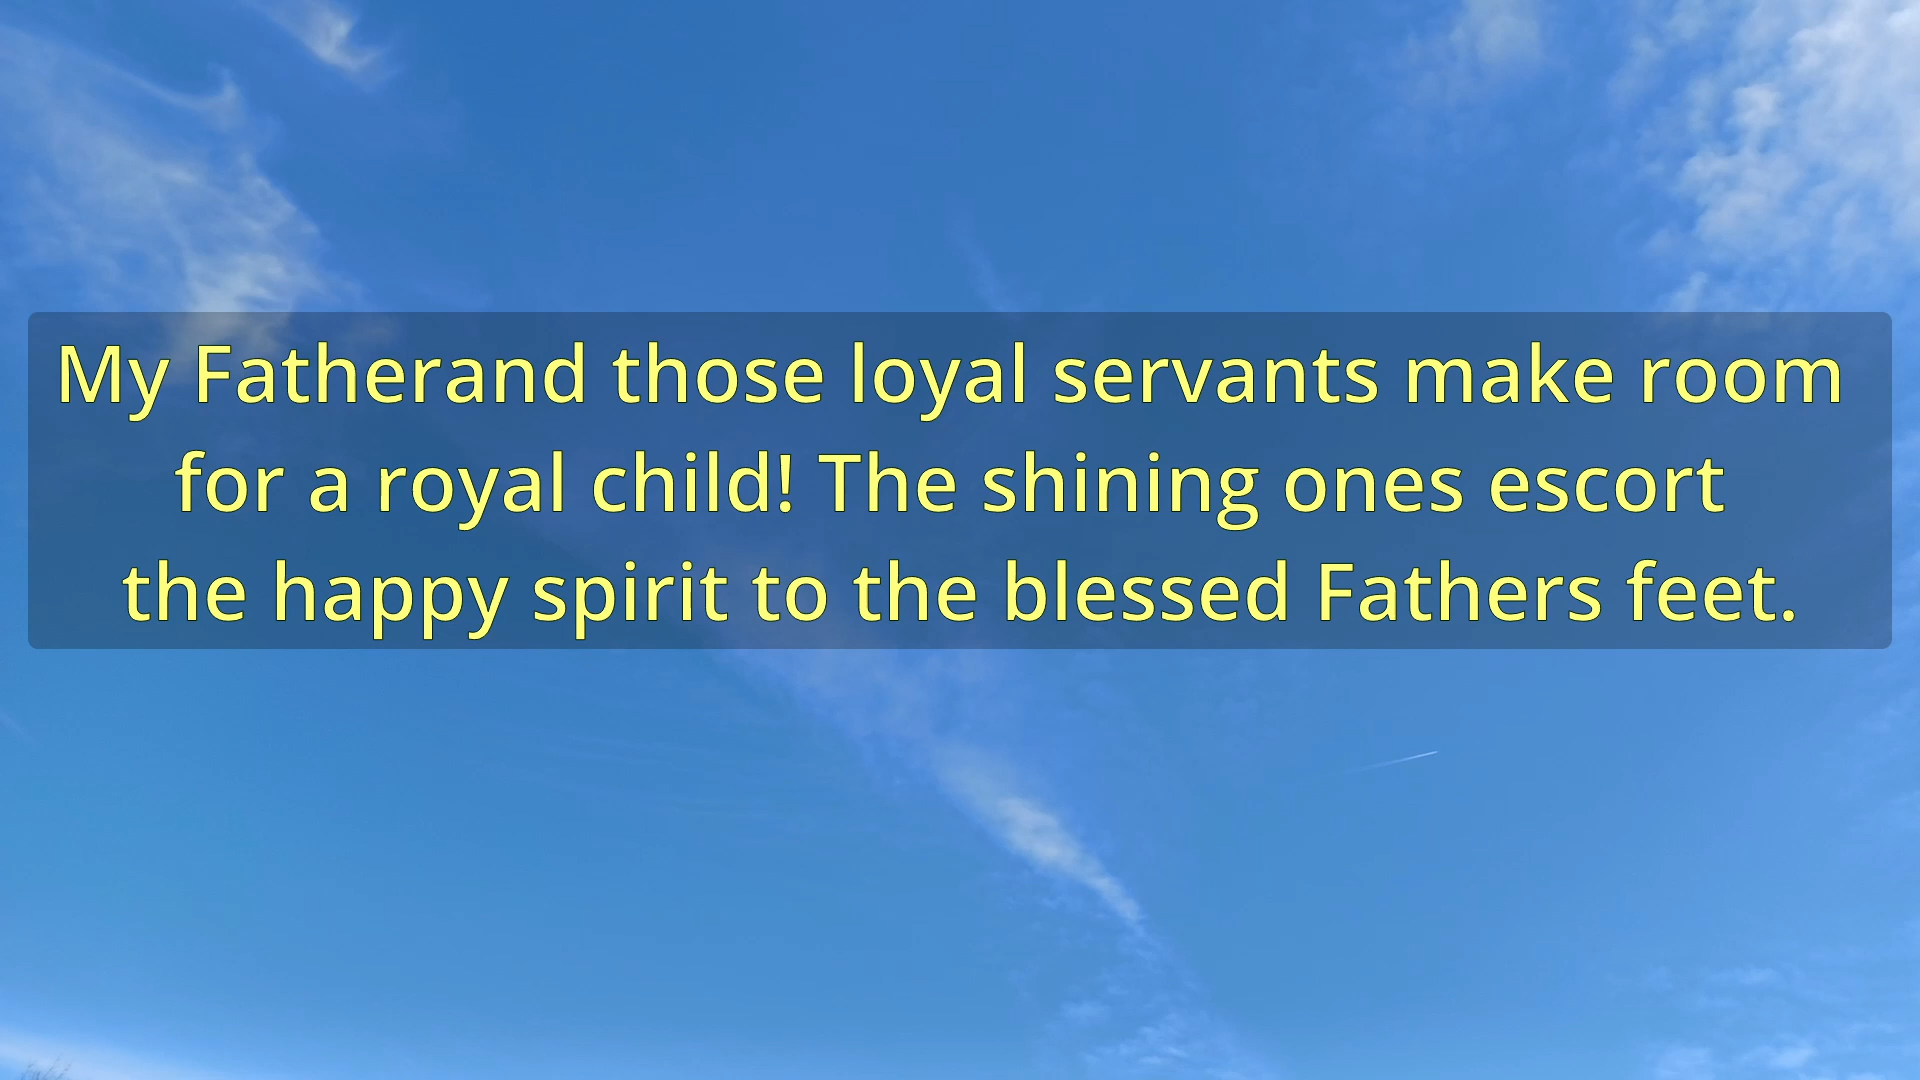 My Fatherand those loyal servants make room
for a royal child! The shining ones escort
the happy spirit to the blessed Fathers feet.